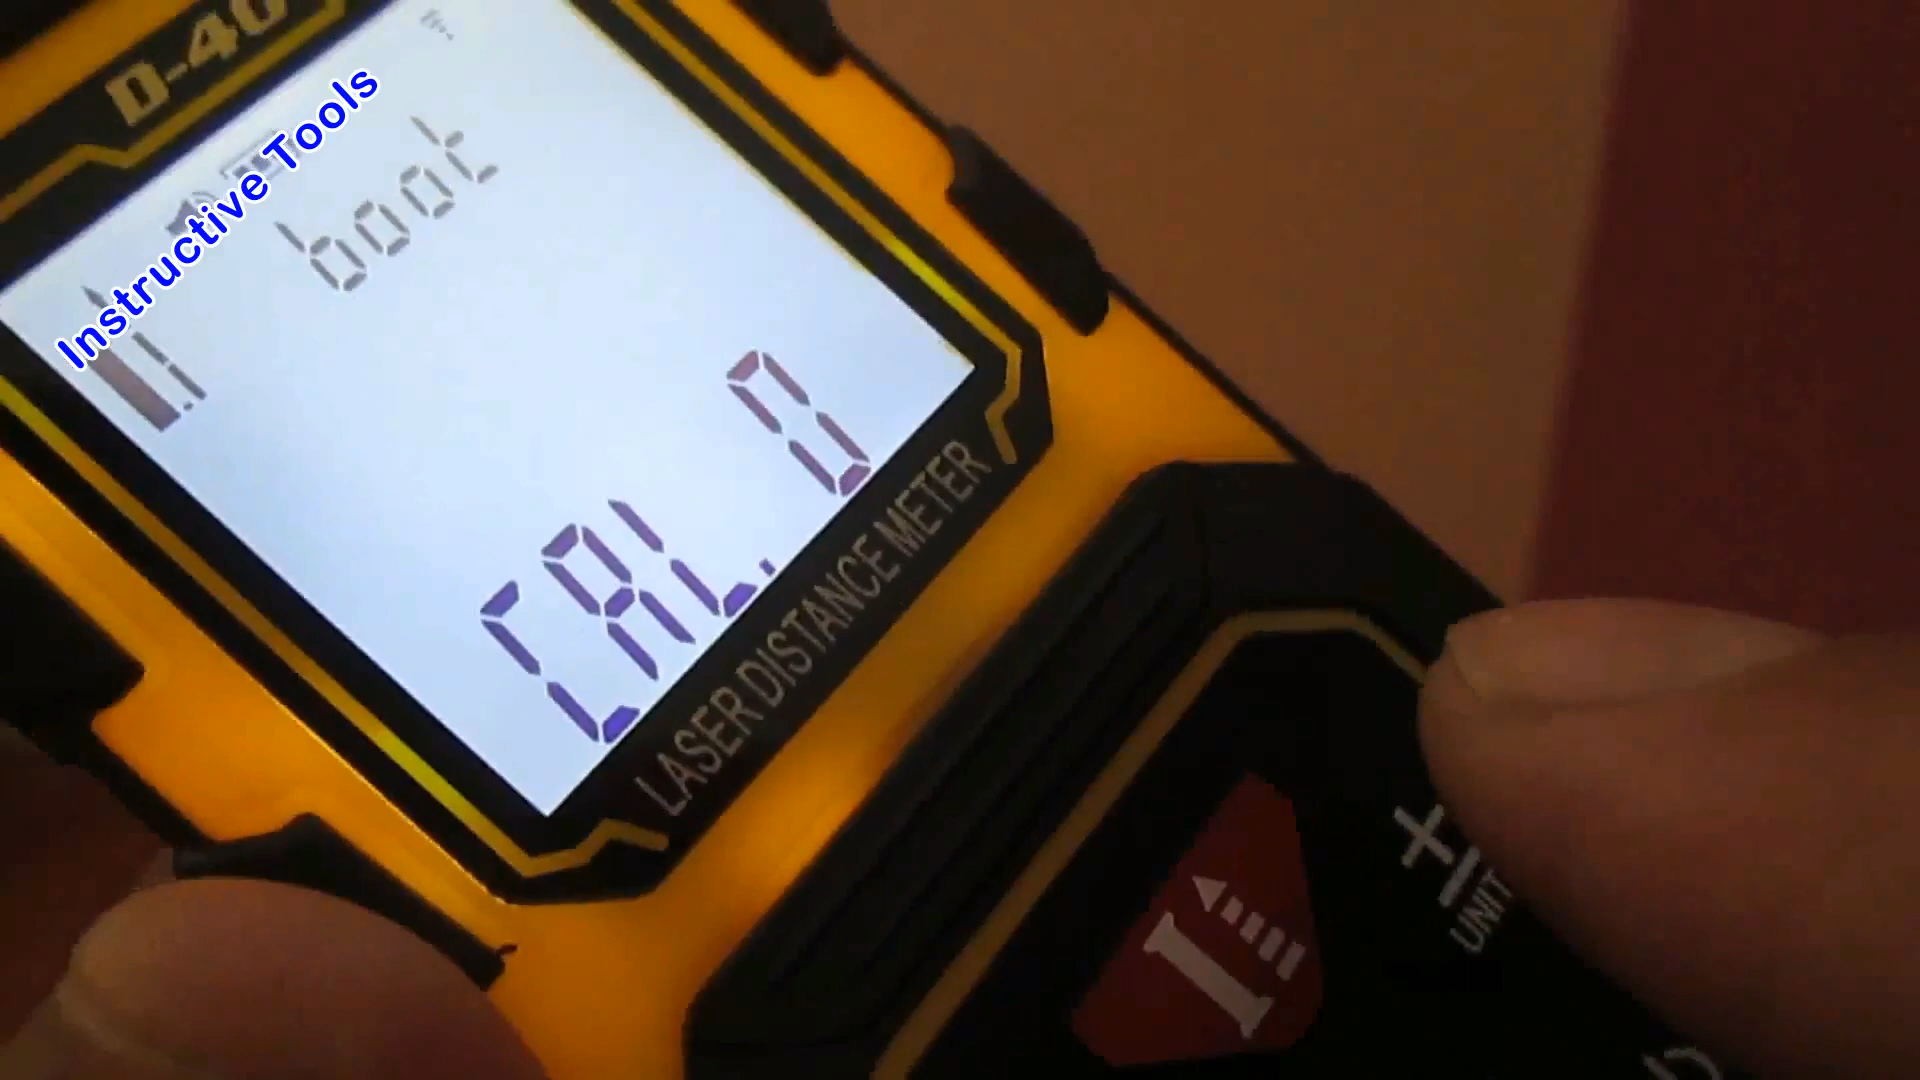 D-40
Instructive Tools
boot
CAL. 0
LASER DISTANCE METER
+
UNIT